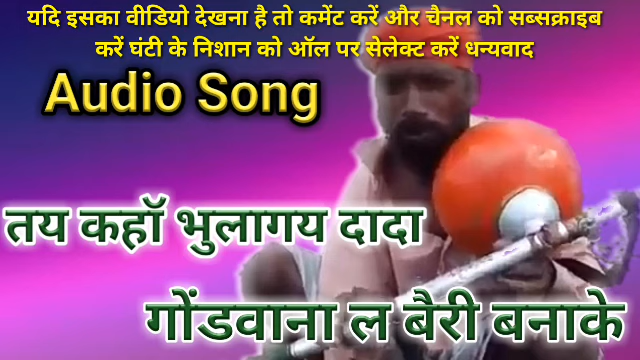 यदि इसका वीडियो देखना है तो कमेंट करें और चैनल को सब्सक्राइब
करें घंटी के निशान को ऑल पर सेलेक्ट करें धन्यवाद
Audio Song
तय कहॉ भुलागय दादा
गोंडवाना ल बैरी बनाके